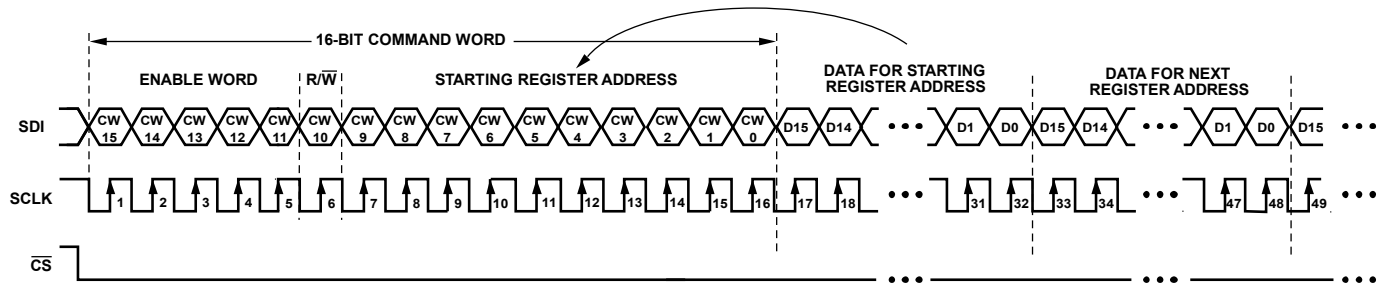 16-BIT COMMAND WORD
ENABLE WORD R/W STARTING REGISTER ADDRESS DATA FOR STARTING REGISTER ADDRESS DATA FOR NEXT REGISTER ADDRESS
SDI CW 15 CW 14 CW 13 CW 12 CW 11 CW 10 CW 9 CW 8 CW 7 CW 6 CW 5 CW 4 CW 3 CW 2 CW 1 CW 0 D15 D14 ••• D1 D0 D15 D14 ••• D1 D0 D15 •••
SCLK 1 2 3 4 5 6 7 8 9 10 11 12 13 14 15 16 17 18 ••• 31 32 33 34 ••• 47 48 49 •••
CS ••• ••• •••